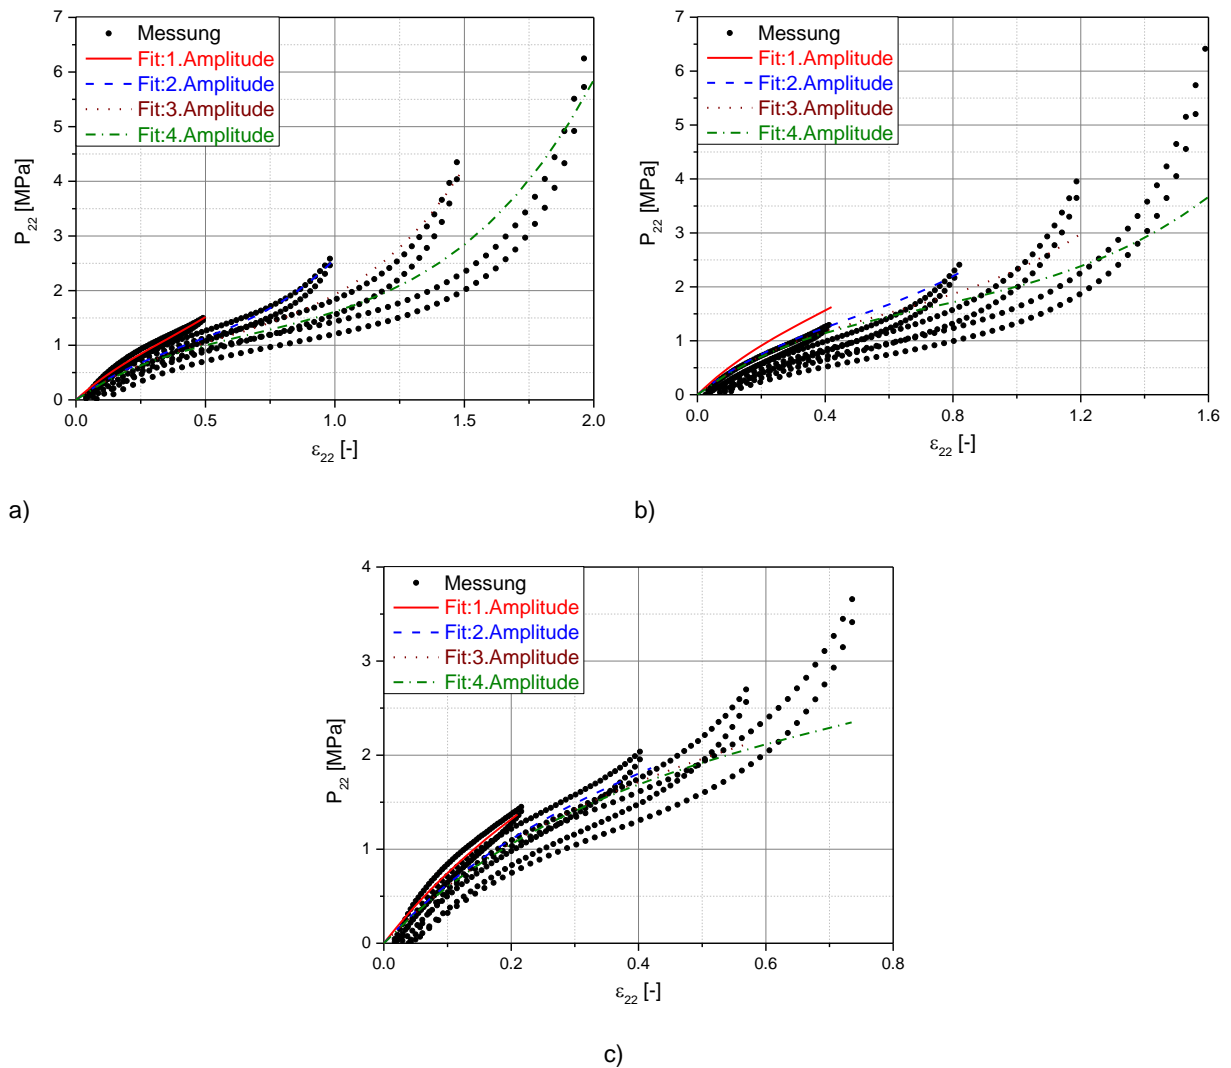 7
6
5
4
3
2
1
0
P22 [MPa]
Messung
Fit:1.Amplitude
Fit:2.Amplitude
Fit:3.Amplitude
Fit:4.Amplitude
0.0 0.5 1.0 1.5 2.0
ε22 [-]
a)
7
6
5
4
3
2
1
0
P22 [MPa]
Messung
Fit:1.Amplitude
Fit:2.Amplitude
Fit:3.Amplitude
Fit:4.Amplitude
0.0 0.4 0.8 1.2 1.6
ε22 [-]
b)
4
3
2
1
0
P22 [MPa]
Messung
Fit:1.Amplitude
Fit:2.Amplitude
Fit:3.Amplitude
Fit:4.Amplitude
0.0 0.2 0.4 0.6 0.8
ε22 [-]
c)